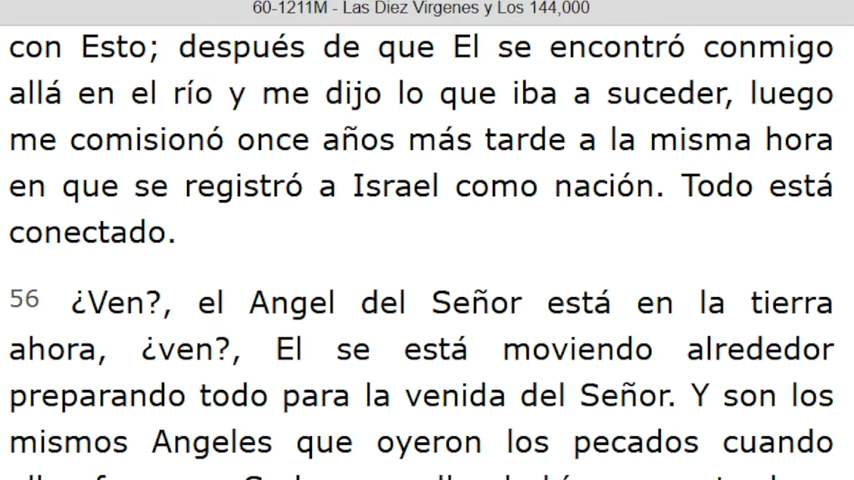 60-1211M - Las Diez Virgenes y Los 144,000
con Esto; después de que El se encontró conmigo
allá en el río y me dijo lo que iba a suceder, luego
me comisionó once años más tarde a la misma hora
en que se registró a Israel como nación. Todo está
conectado.
56 ¿Ven?, el Angel del Señor está en la tierra
ahora, ¿ven?, El se está moviendo alrededor
preparando todo para la venida del Señor. Y son los
mismos Angeles que oyeron los pecados cuando